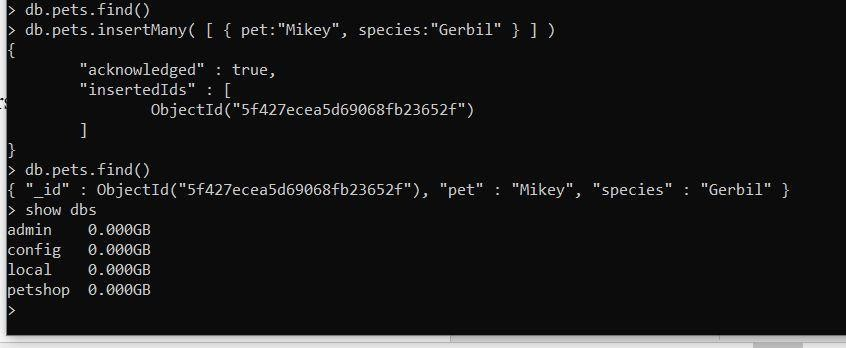 > db.pets.find()
> db.pets.insertMany( [ { pet:"Mikey", species:"Gerbil" } ] )
{
        "acknowledged" : true,
        "insertedIds" : [
                ObjectId("5f427ecea5d69068fb23652f")
        ]
}
> db.pets.find()
{ "_id" : ObjectId("5f427ecea5d69068fb23652f"), "pet" : "Mikey", "species" : "Gerbil" }
> show dbs
admin    0.000GB
config   0.000GB
local    0.000GB
petshop  0.000GB
>